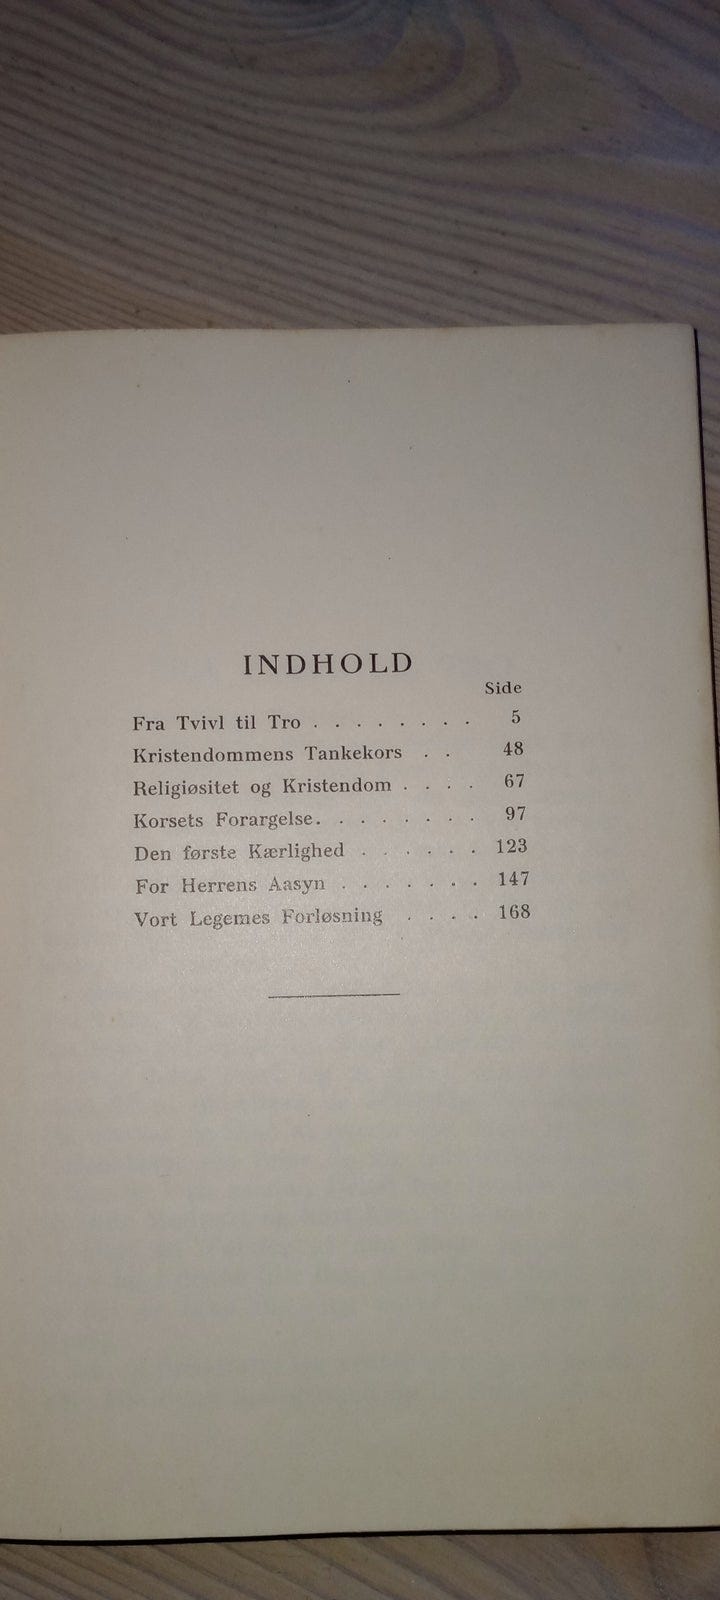 INDHOLD
Side
Fra Tvivl til Tro . . . . . . . . 5
Kristendommens Tankekors . . 48
Religiøsitet og Kristendom . . . . 67
Korsets Forargelse. . . . . . . . 97
Den første Kærlighed . . . . . . 123
For Herrens Aasyn . . . . . . . 147
Vort Legemes Forløsning . . . . 168